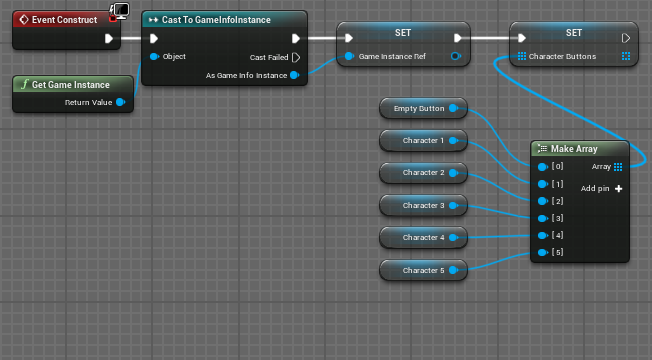 Event Construct
Cast To GameInfoInstance
Object
Cast Failed
As Game Info Instance
SET
Game Instance Ref
SET
Character Buttons
f Get Game Instance
Return Value
Empty Button
Character 1
Character 2
Character 3
Character 4
Character 5
Make Array
[0]
Array
[1]
Add pin +
[2]
[3]
[4]
[5]